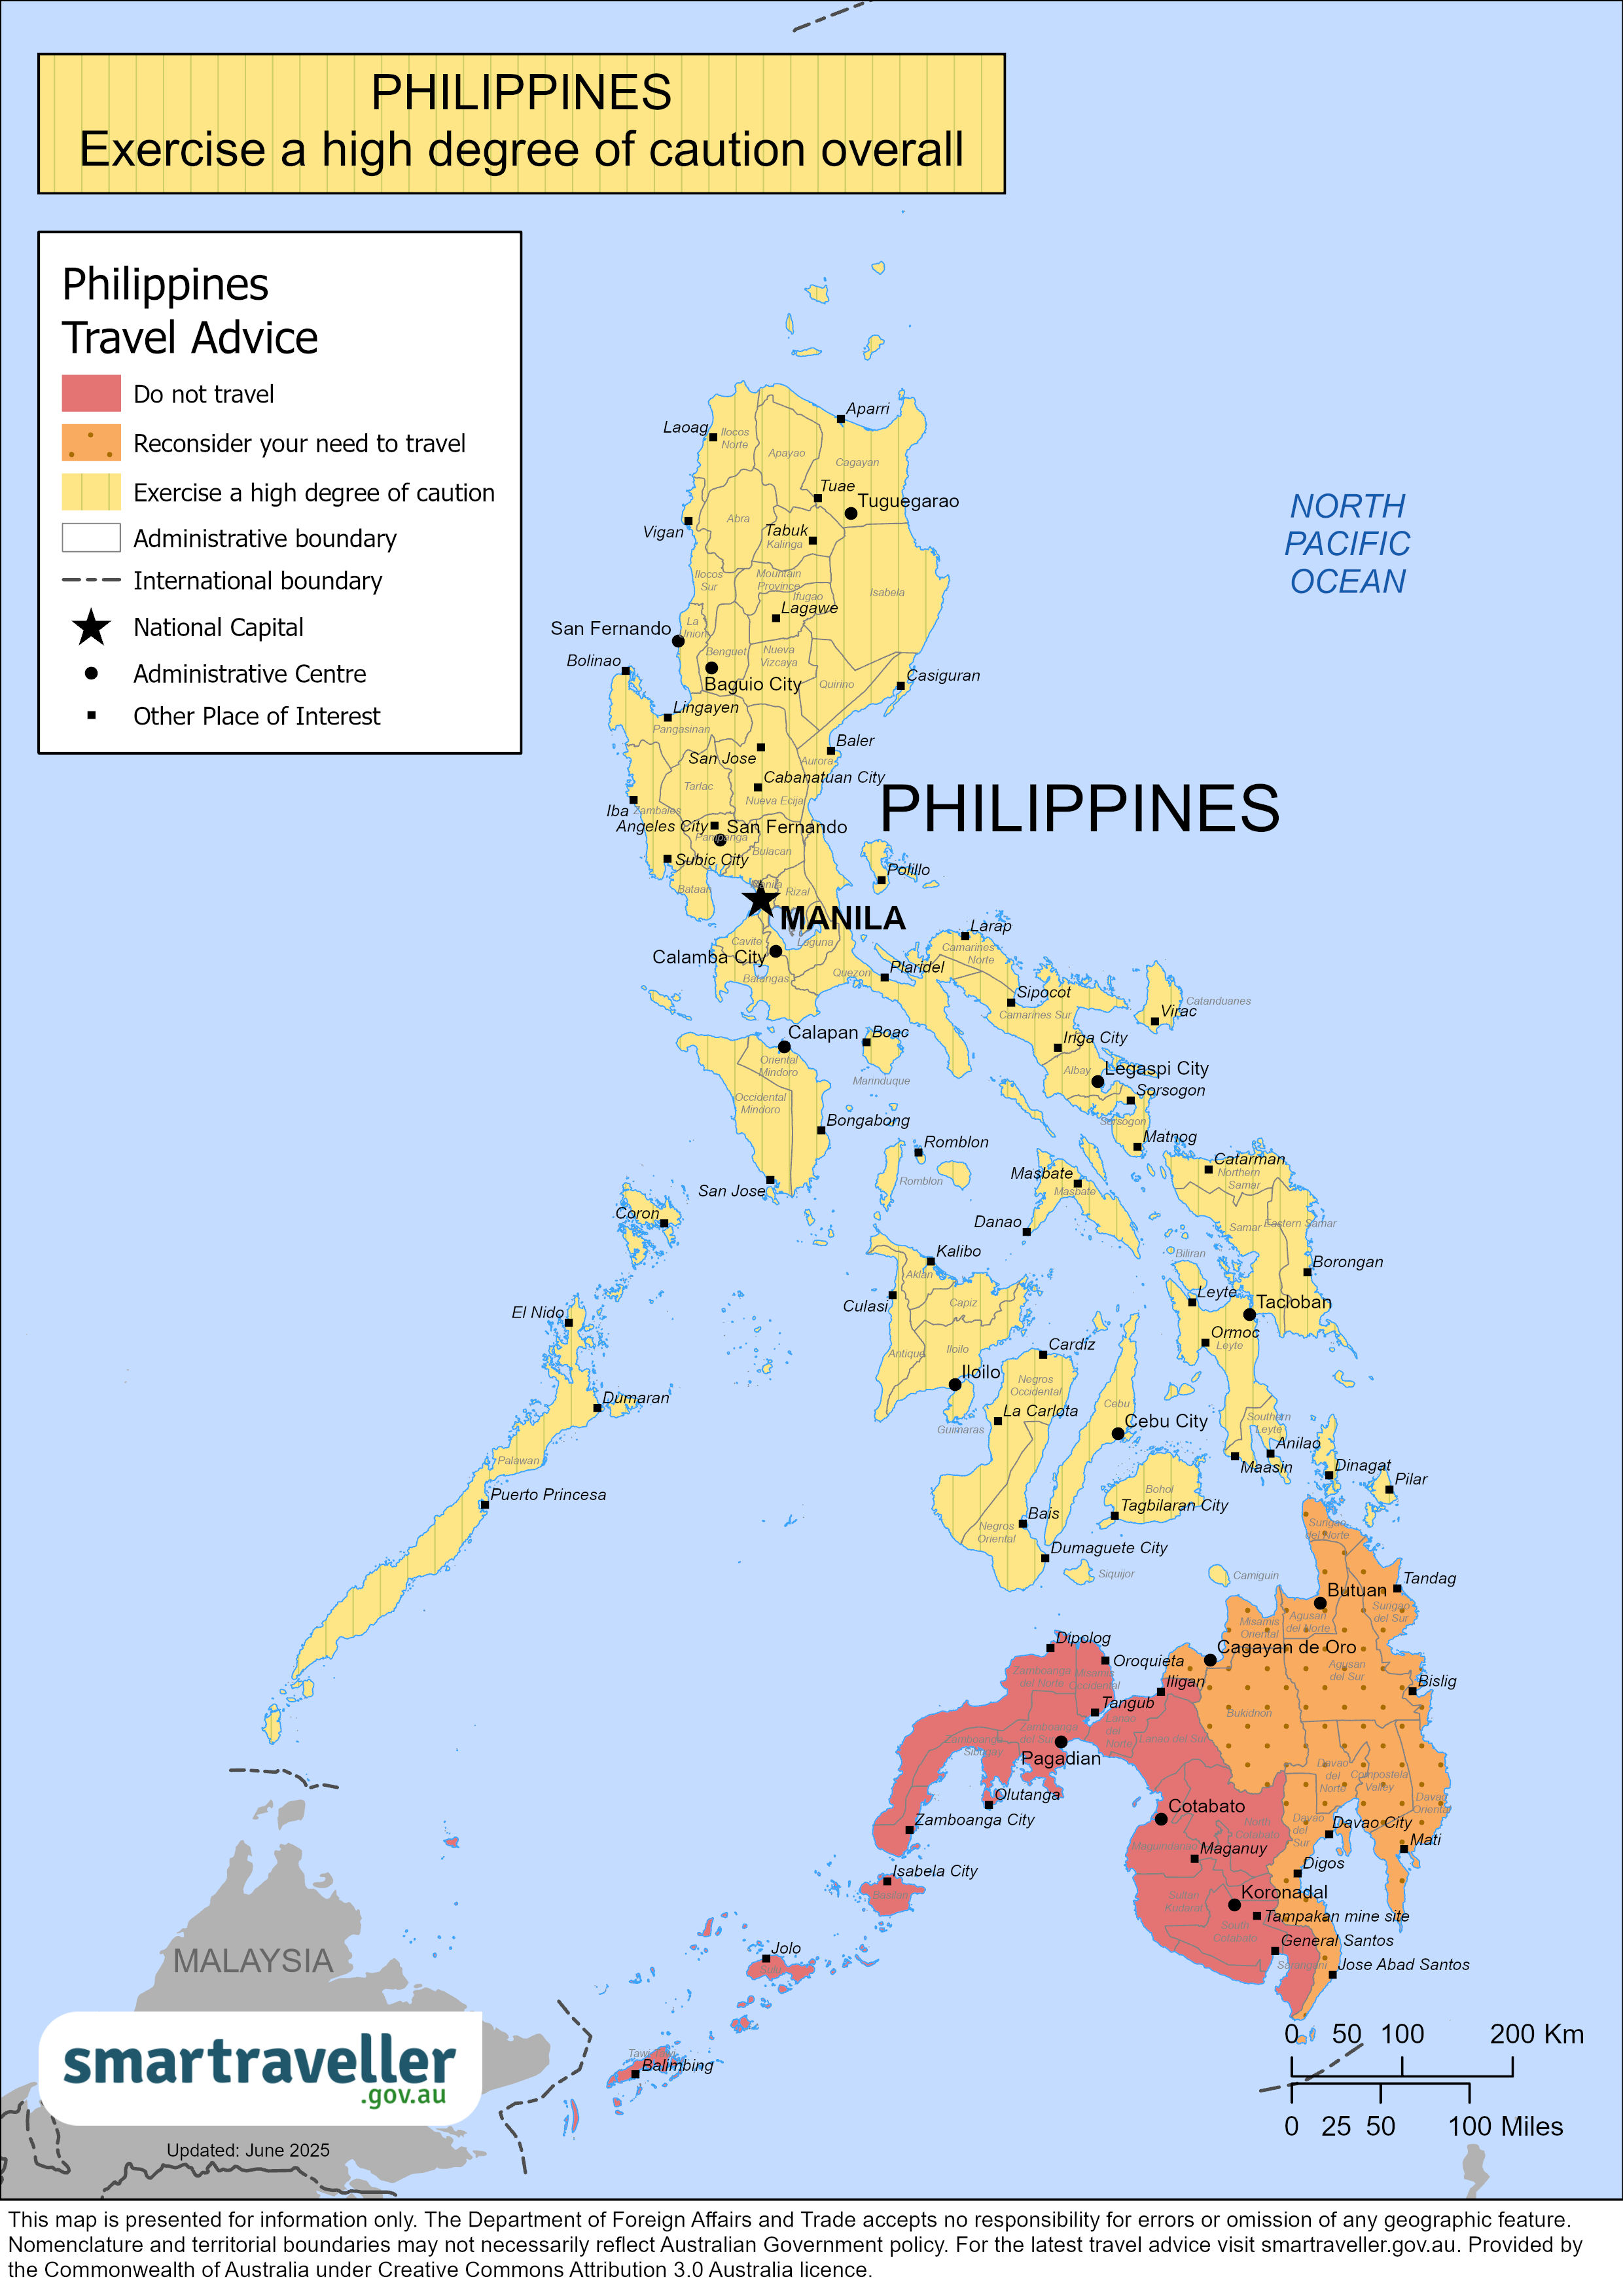 PHILIPPINES
Exercise a high degree of caution overall
Philippines
Travel Advice
Do not travel
Reconsider your need to travel
Exercise a high degree of caution
Administrative boundary
International boundary
National Capital
Administrative Centre
Other Place of Interest
NORTH
PACIFIC
OCEAN
PHILIPPINES
Aparri
Laoag
Ilocos
Norte
Apayao
Cagayan
Tuae
Tuguegarao
Vigan
Abra
Tabuk
Kalinga
Ilocos
Sur
Mountain
Province
Ifugao
Isabela
Lagawe
La
Union
San Fernando
Benguet
Nueva
Vizcaya
Bolinao
Baguio City
Quirino
Casiguran
Lingayen
Pangasinan
San Jose
Baler
Aurora
Tarlac
Cabanatuan City
Nueva Ecija
Iba
Zambales
Angeles City
San Fernando
Pampanga
Bulacan
Subic City
Polillo
Bataan
Manila
Rizal
MANILA
Cavite
Laguna
Calamba City
Batangas
Quezon
Plaridel
Larap
Camarines
Norte
Sipocot
Camarines Sur
Catanduanes
Virac
Calapan
Boac
Iriga City
Oriental
Mindoro
Marinduque
Albay
Legaspi City
Occidental
Mindoro
Sorsogon
Bongabong
Sorsogon
Matnog
Romblon
Romblon
Masbate
Masbate
Catarman
Northern
Samar
San Jose
Coron
Danao
Samar
Eastern Samar
Kalibo
Aklan
Biliran
Borongan
Culasi
Capiz
Leyte
Tacloban
El Nido
Antique
Iloilo
Cardiz
Ormoc
Leyte
Iloilo
Negros
Occidental
Dumaran
La Carlota
Cebu
Guimaras
Cebu City
Southern
Leyte
Anilao
Maasin
Palawan
Dinagat
Pilar
Puerto Princesa
Bohol
Tagbilaran City
Bais
Negros
Oriental
Surigao
del Norte
Dumaguete City
Siquijor
Camiguin
Tandag
Butuan
Surigao
del Sur
Misamis
Oriental
Agusan
del Norte
Dipolog
Cagayan de Oro
Oroquieta
Zamboanga
del Norte
Misamis
Occidental
Iligan
Agusan
del Sur
Bislig
Tangub
Bukidnon
Lanao
del
Norte
Lanao del Sur
Zamboanga
del Sur
Zamboanga
Sibugay
Pagadian
Davao
del
Norte
Compostela
Valley
Olutanga
Davao
Oriental
Zamboanga City
Cotabato
North
Cotabato
Davao
del
Sur
Davao City
Mati
Maguindanao
Maganuy
Isabela City
Basilan
Digos
Sultan
Kudarat
Koronadal
Tampakan mine site
South
Cotabato
General Santos
Sarangani
Jose Abad Santos
Jolo
Sulu
Tawi-Tawi
Balimbing
MALAYSIA
smartraveller
.gov.au
Updated: June 2025
0 50 100 200 Km
0 25 50 100 Miles
This map is presented for information only. The Department of Foreign Affairs and Trade accepts no responsibility for errors or omission of any geographic feature.
Nomenclature and territorial boundaries may not necessarily reflect Australian Government policy. For the latest travel advice visit smartraveller.gov.au. Provided by
the Commonwealth of Australia under Creative Commons Attribution 3.0 Australia licence.